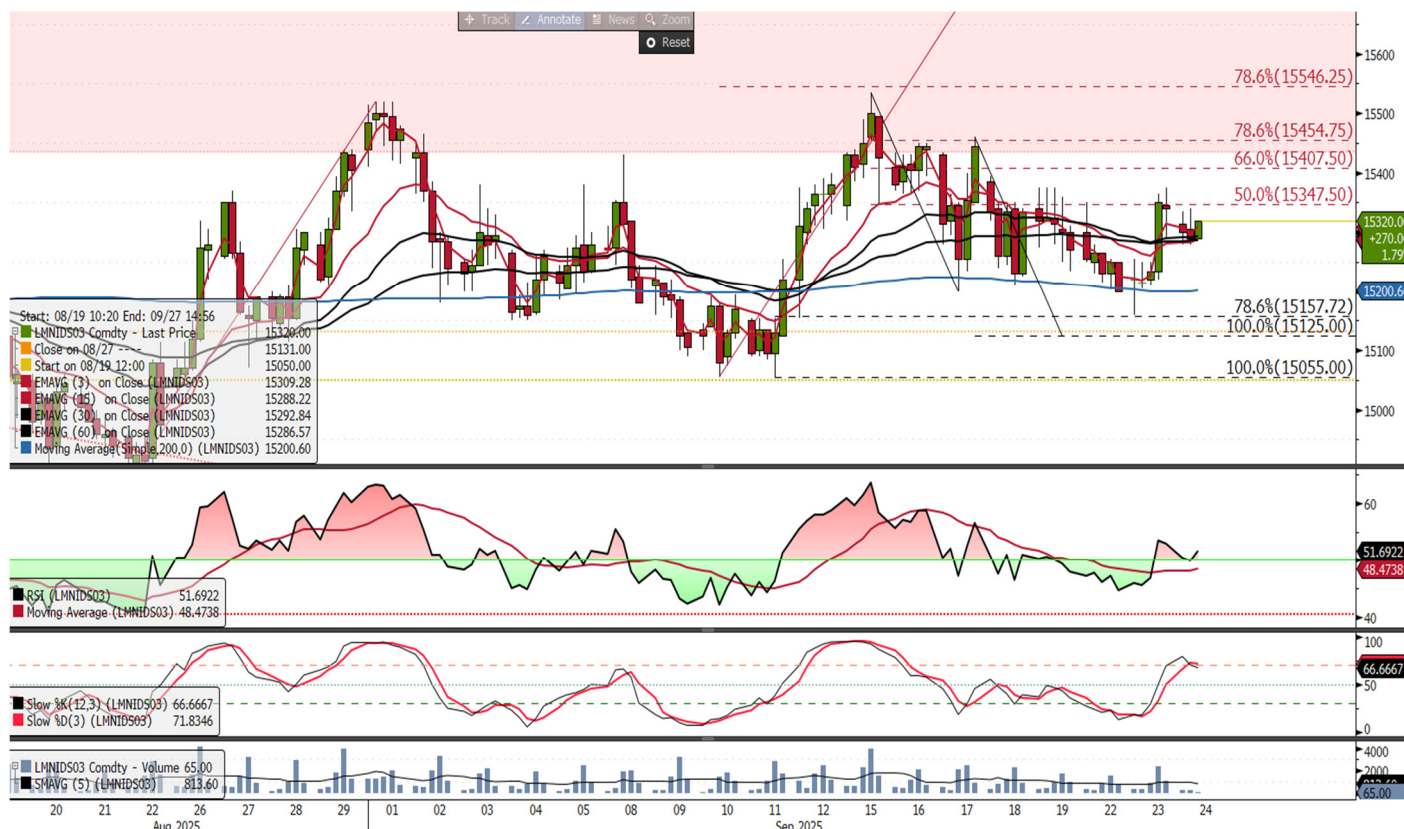 Track Annotate News Zoom
Reset
15600
78.6%(15546.25)
15500
78.6%(15454.75)
66.0%(15407.50)
15400
50.0%(15347.50)
15320.0
+270.0
1.79
15200.6
78.6%(15157.72)
100.0%(15125.00)
15100
100.0%(15055.00)
15000
Start: 08/19 10:20 End: 09/27 14:56
LMNIDS03 Comdty - Last Price 15320.00
Close on 08/27 ---- 15131.00
Start on 08/19 12:00 15050.00
EMAVG (3) on Close (LMNIDS03) 15309.28
EMAVG (15) on Close (LMNIDS03) 15288.22
EMAVG (30) on Close (LMNIDS03) 15292.84
EMAVG (60) on Close (LMNIDS03) 15286.57
Moving Average(Simple,200,0) (LMNIDS03) 15200.60
60
51.6922
48.4738
40
RSI (LMNIDS03) 51.6922
Moving Average (LMNIDS03) 48.4738
100
66.6667
50
0
Slow %K(12,3) (LMNIDS03) 66.6667
Slow %D(3) (LMNIDS03) 71.8346
4000
2000
813.60
65.00
LMNIDS03 Comdty - Volume 65.00
SMAVG (5) (LMNIDS03) 813.60
20 21 22 26 27 28 29 01 02 03 04 05 08 09 10 11 12 15 16 17 18 19 22 23 24
Aug 2025 Sep 2025